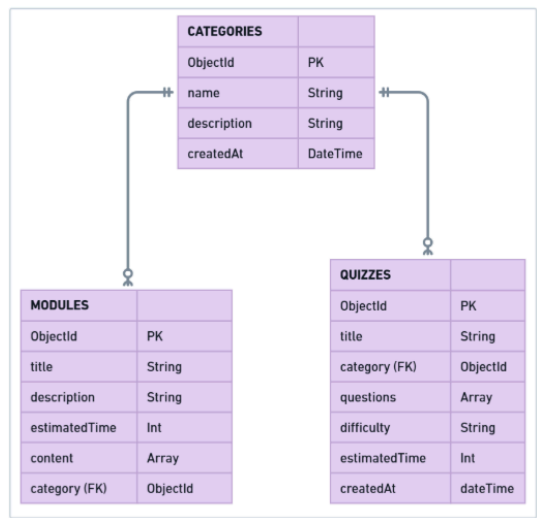 CATEGORIES
ObjectId PK
name String
description String
createdAt DateTime
MODULES
ObjectId PK
title String
description String
estimatedTime Int
content Array
category (FK) ObjectId
QUIZZES
ObjectId PK
title String
category (FK) ObjectId
questions Array
difficulty String
estimatedTime Int
createdAt dateTime